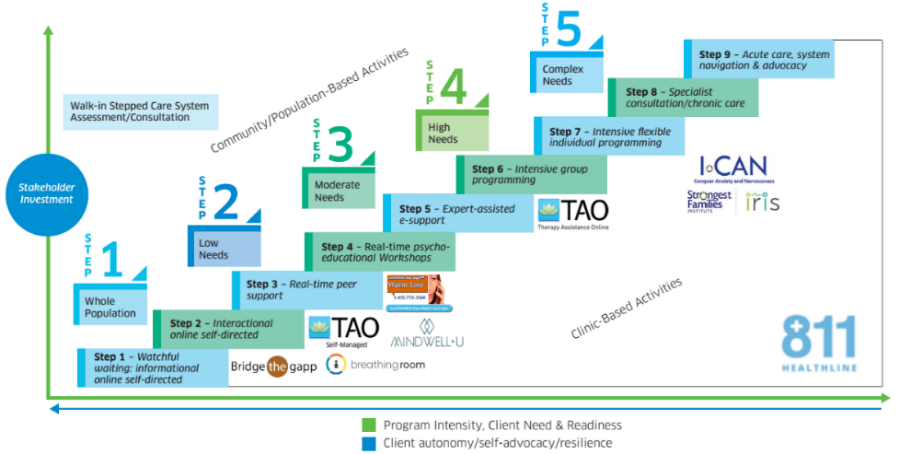 STEP 5
Complex
Needs
Step 9 – Acute care, system
navigation & advocacy
Community/Population-Based Activities
STEP 4
High
Needs
Step 8 – Specialist
consultation/chronic care
Walk-in Stepped Care System
Assessment/Consultation
STEP 3
Moderate
Needs
Step 7 – Intensive flexible
individual programming
Stakeholder
Investment
STEP 2
Low
Needs
Step 6 – Intensive group
programming
I•CAN
Conquer Anxiety and Nervousness
Strongest
Families
INSTITUTE
iris
Step 5 – Expert-assisted
e-support
TAO
Therapy Assistance Online
STEP 1
Whole
Population
Step 4 – Real-time psycho-
educational Workshops
Step 3 – Real-time peer
support
Warm Line
Clinic-Based Activities
Step 2 – Interactional
online self-directed
TAO
Self-Managed
MINDWELL•U
811
HEALTHLINE
Step 1 – Watchful
waiting: informational
online self-directed
Bridge the gapp
breathingroom
Program Intensity, Client Need & Readiness
Client autonomy/self-advocacy/resilience